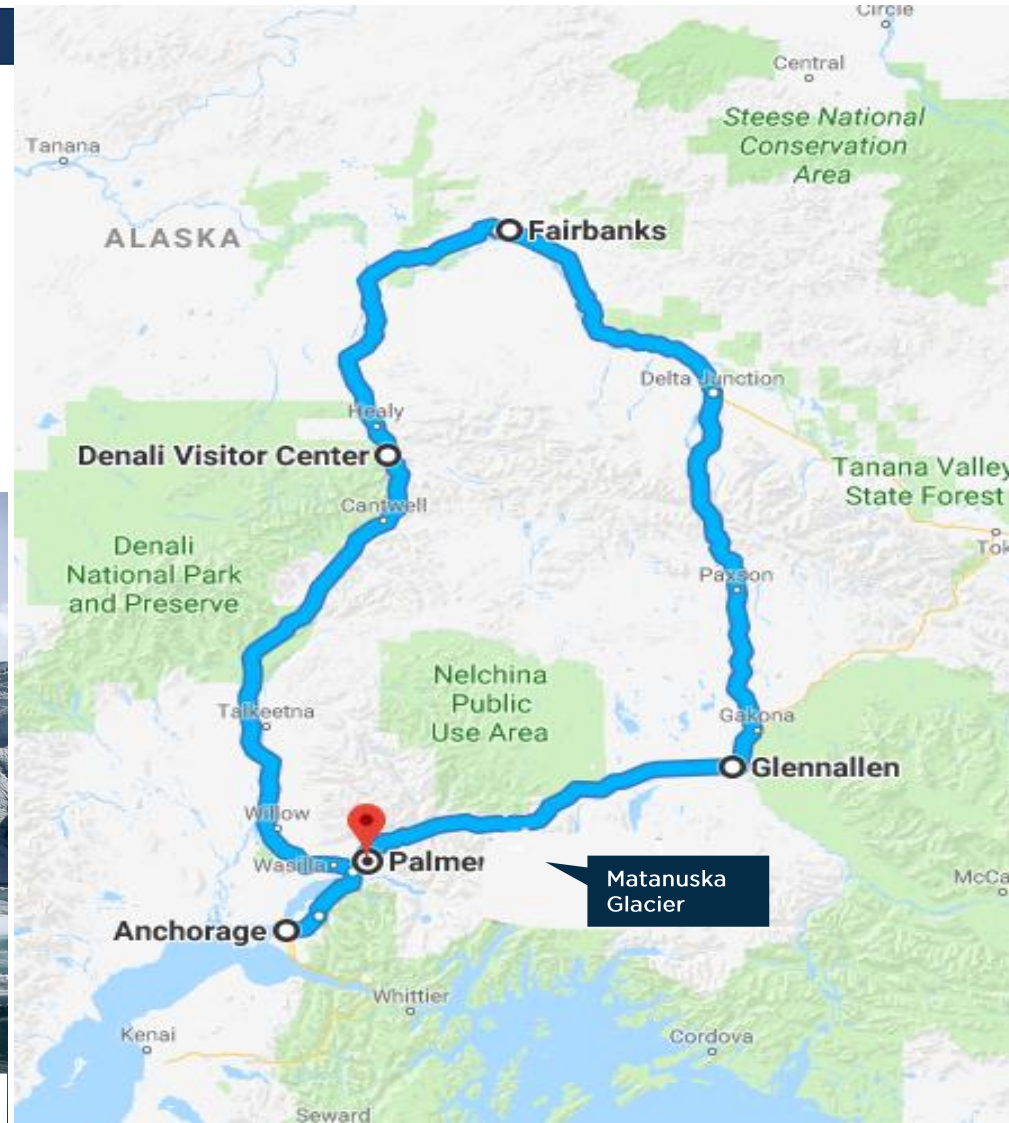 Circle
Central
Steese National
Conservation
Area
Tanana
ALASKA
Fairbanks
Delta Junction
Healy
Denali Visitor Center
Tanana Valley
State Forest
Cantwell
Tok
Denali
National Park
and Preserve
Paxson
Nelchina
Public
Use Area
Talkeetna
Gakona
Glennallen
Willow
Wasilla
Palmer
Matanuska
Glacier
McCa
Anchorage
Whittier
Kenai
Cordova
Seward